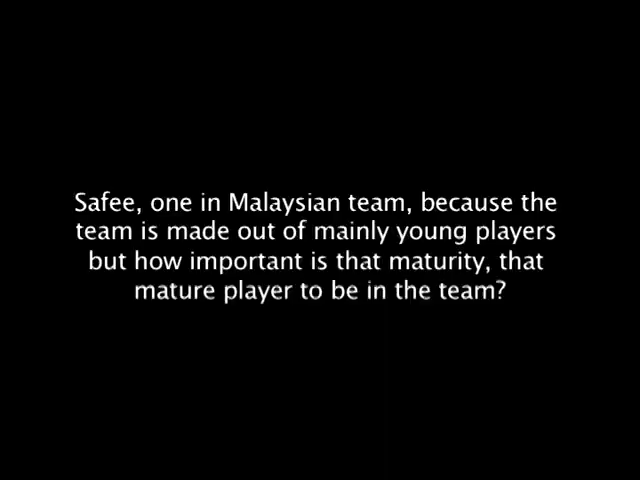 Safee, one in Malaysian team, because the
team is made out of mainly young players
but how important is that maturity, that
mature player to be in the team?